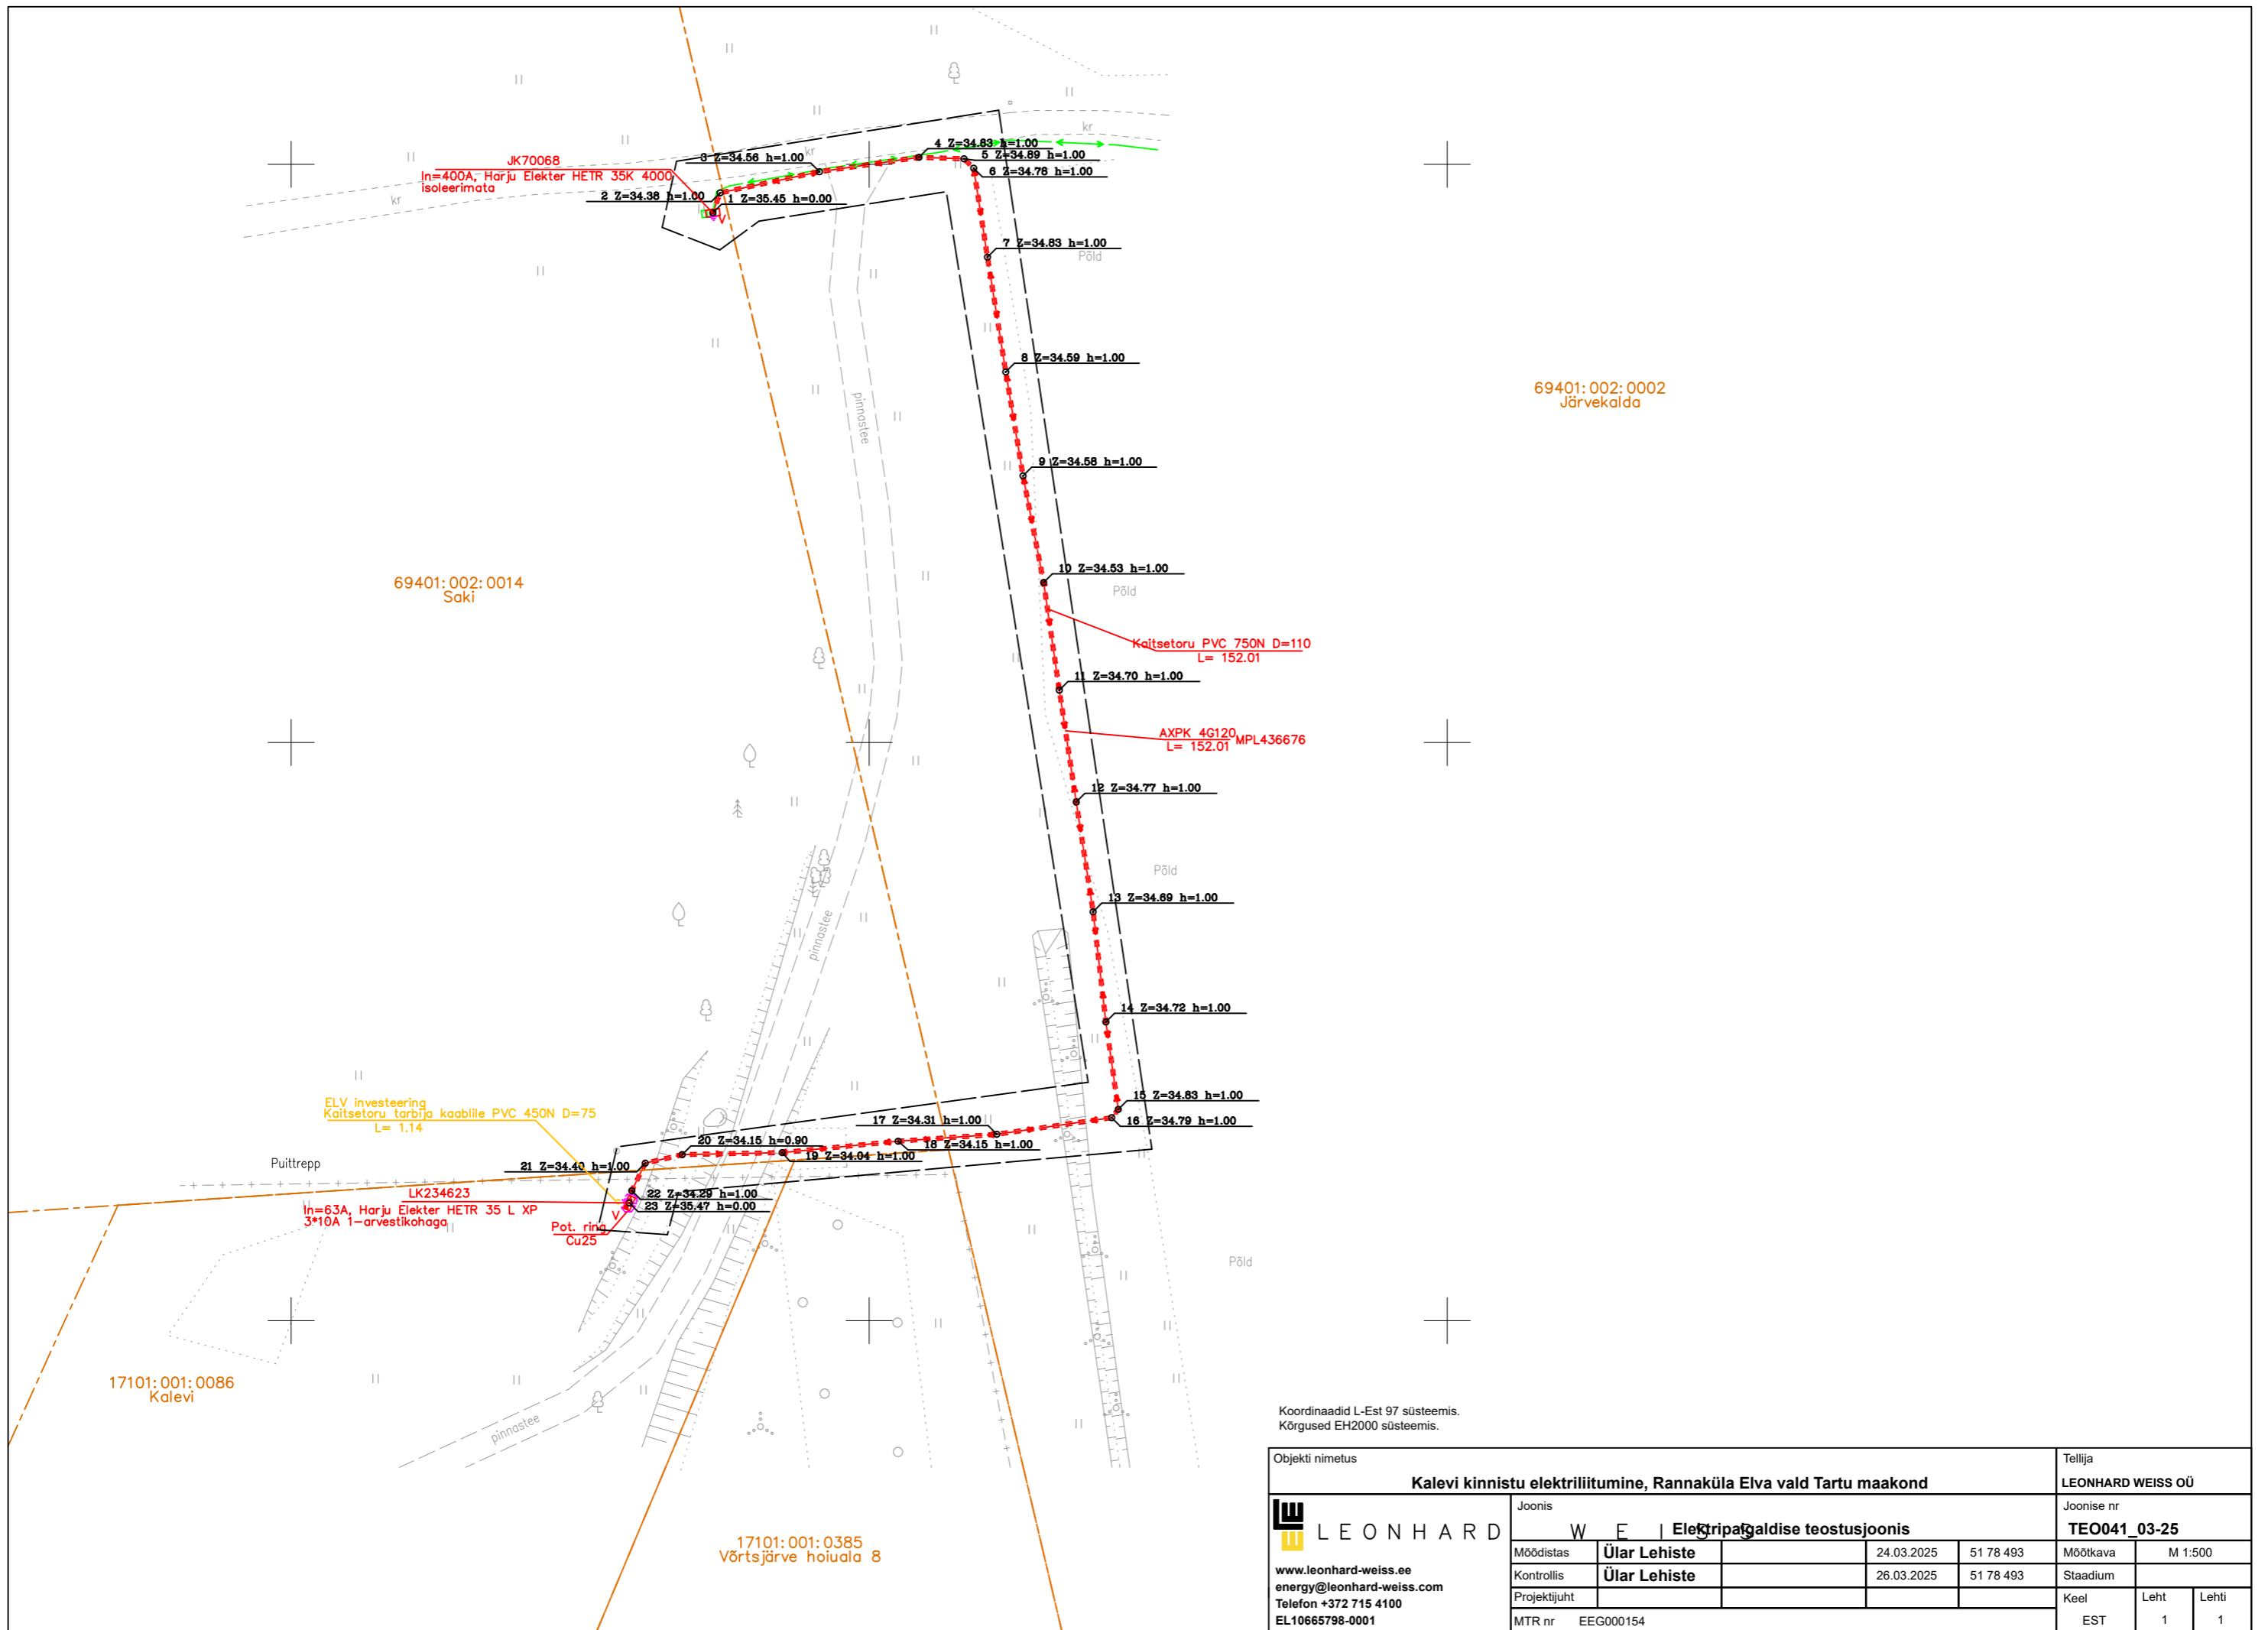 kr
4 Z=34.83 h=1.00
5 Z=34.89 h=1.00
3 Z=34.56 h=1.00
kr
JK70068
In=400A, Harju Elekter HETR 35K 4000
isoleerimata
6 Z=34.78 h=1.00
kr
2 Z=34.38 h=1.00
1 Z=35.45 h=0.00
V
7 Z=34.83 h=1.00
Põld
8 Z=34.59 h=1.00
69401:002:0002
Järvekalda
pinnastee
9 Z=34.58 h=1.00
10 Z=34.53 h=1.00
69401:002:0014
Saki
Põld
Kaitsetoru PVC 750N D=110
L= 152.01
11 Z=34.70 h=1.00
AXPK 4G120
L= 152.01
MPL436676
12 Z=34.77 h=1.00
Põld
13 Z=34.69 h=1.00
pinnastee
14 Z=34.72 h=1.00
15 Z=34.83 h=1.00
ELV investeering
Kaitsetoru tarbija kaablile PVC 450N D=75
L= 1.14
16 Z=34.79 h=1.00
17 Z=34.31 h=1.00
18 Z=34.15 h=1.00
20 Z=34.15 h=0.90
19 Z=34.04 h=1.00
Puittrepp
21 Z=34.40 h=1.00
LK234623
In=63A, Harju Elekter HETR 35 L XP
3*10A 1-arvestikohaga
22 Z=34.29 h=1.00
23 Z=35.47 h=0.00
V
Pot. ring
Cu25
Põld
17101:001:0086
Kalevi
pinnastee
17101:001:0385
Võrtsjärve hoiuala 8
Koordinaadid L-Est 97 süsteemis.
Kõrgused EH2000 süsteemis.
Objekti nimetus
Kalevi kinnistu elektriliitumine, Rannaküla Elva vald Tartu maakond
Tellija
LEONHARD WEISS OÜ
LEONHARD WEISS
www.leonhard-weiss.ee
energy@leonhard-weiss.com
Telefon +372 715 4100
EL10665798-0001
Joonis
Elektripaigaldise teostusjoonis
Joonise nr
TEO041_03-25
Mõõdistas Ülar Lehiste 24.03.2025 51 78 493
Mõõtkava M 1:500
Kontrollis Ülar Lehiste 26.03.2025 51 78 493
Staadium
Projektijuht
MTR nr EEG000154
Keel Leht Lehti
EST 1 1